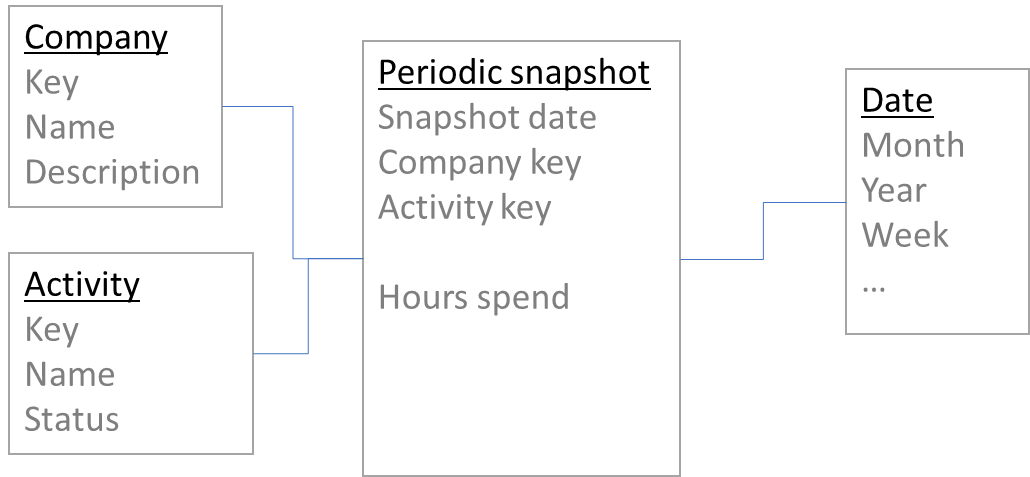 Company
Key
Name
Description
Activity
Key
Name
Status
Periodic snapshot
Snapshot date
Company key
Activity key
Hours spend
Date
Month
Year
Week
...